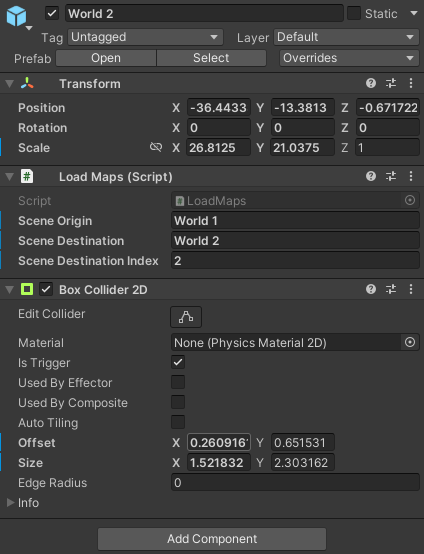 World 2 Static
Tag Untagged Layer Default
Prefab Open Select Overrides
Transform
Position X -36.4433 Y -13.3813 Z -0.671722
Rotation X 0 Y 0 Z 0
Scale X 26.8125 Y 21.0375 Z 1
# Load Maps (Script)
Script # LoadMaps
Scene Origin World 1
Scene Destination World 2
Scene Destination Index 2
Box Collider 2D
Edit Collider
Material None (Physics Material 2D)
Is Trigger
Used By Effector
Used By Composite
Auto Tiling
Offset X 0.260916 Y 0.651531
Size X 1.521832 Y 2.303162
Edge Radius 0
Info
Add Component